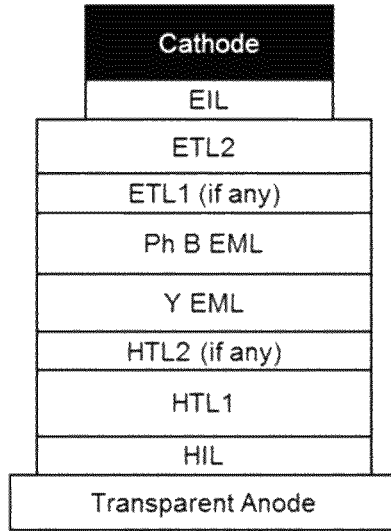 Cathode
EIL
ETL2
ETL1 (if any)
Ph B EML
Y EML
HTL2 (if any)
HTL1
HIL
Transparent Anode